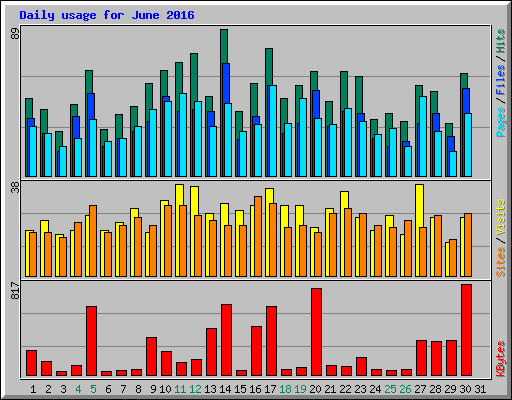 Daily usage for June 2016
89
Pages / Files / Hits
38
Sites / Visits
817
KBytes
1 2 3 4 5 6 7 8 9 10 11 12 13 14 15 16 17 18 19 20 21 22 23 24 25 26 27 28 29 30 31